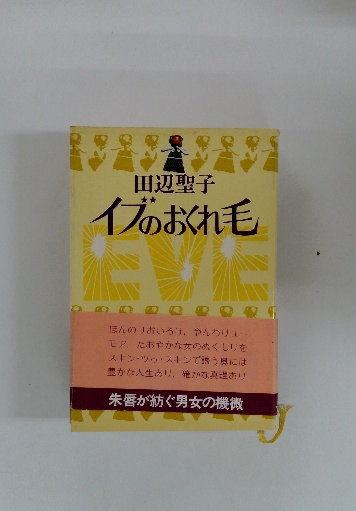 田辺聖子
イブのおくれ毛
EVE
ほんのりおいろけ、やんわりユー
モア、たおやかな女のぬくもりを
スキン・ツゥ・スキンで誘う奥には
豊かな人生あり、確かな真理あり
朱唇が紡ぐ男女の機微